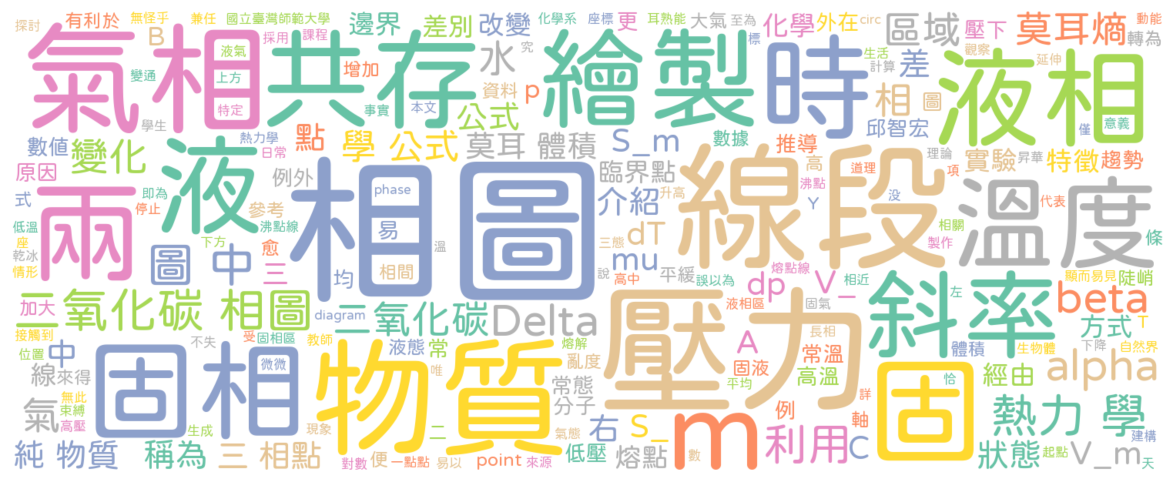 探討 有利於 無怪乎 兼任 國立臺灣師範大學 邊界 差別 改變 化學系 座標 更 耳熟能 大氣 至為 circ 標 動能
B 液氣 採用 課程 化學 外在 區域 壓下 莫耳熵 轉為
氣相 共存 繪製 時 液相
變通 上方 增加 水 究 生活 差 觀察 延伸
特定 事實 本文 資料 p 相 圖 計算 僅 意義
學生 熱力學 點 學 公式 公式 莫耳 體積 S_m 數據 推導 邱智宏
數值 變化 日常 例外 臨界點 道理 理論 昇華 實驗 特徵 趨勢
原因 液 相圖 phase 高 項
式 即為 停止 沸點線 參考 介紹 升高 沸點 Y 沒 線段 溫度 代表
兩 易 溫 三態 dT 相關 條
低溫 座 下方 愈 圖 中 三 均 相間 說 mu 平緩 熔點線 製作
乾冰 情形 高中 誤以為 相近 顯而易見 陡峭
加大 二氧化碳 相圖 diagram 二氧化碳 Delta dp V_ 左 斜率 beta
接觸到 位置 中 不失 受 固相區 教師 液相區 固氣 壓力 生物體 下降 方式 T
線 來得 固相 微微 物質 液態 常 熔解 A 長相 體積 自然界
無此 唯 亂度 固液 常溫 固 經由 alpha
氣 束縛 常態 平均 高溫 恰
高壓 分子 例 詳 軸 熱力 學
生成 現象 二 氣態 右 S_ m 利用 C 建構
純 物質 稱為 三 相點 對數 便 一點點 point 易以 來源 低壓 熔點 數 狀態 起點 V_m 天